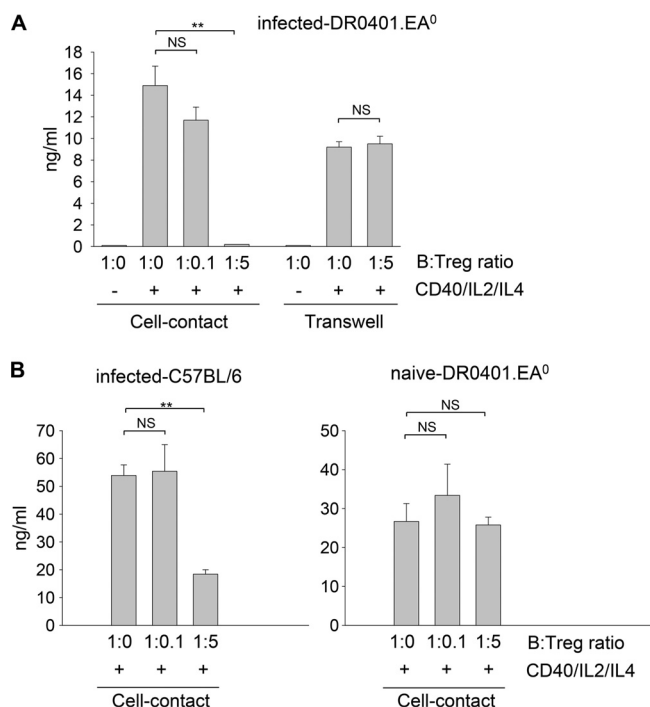 A
infected-DR0401.EA⁰
**
NS
NS
18
16
14
12
10
8
6
4
2
0
ng/ml
1:0 1:0 1:0.1 1:5 1:0 1:0 1:5 B:Treg ratio
- + + + - + + CD40/IL2/IL4
Cell-contact Transwell
B
infected-C57BL/6 naive-DR0401.EA⁰
** NS
NS NS
70
60
50
40
30
20
10
0
ng/ml
50
40
30
20
10
0
1:0 1:0.1 1:5 1:0 1:0.1 1:5 B:Treg ratio
+ + + + + + CD40/IL2/IL4
Cell-contact Cell-contact